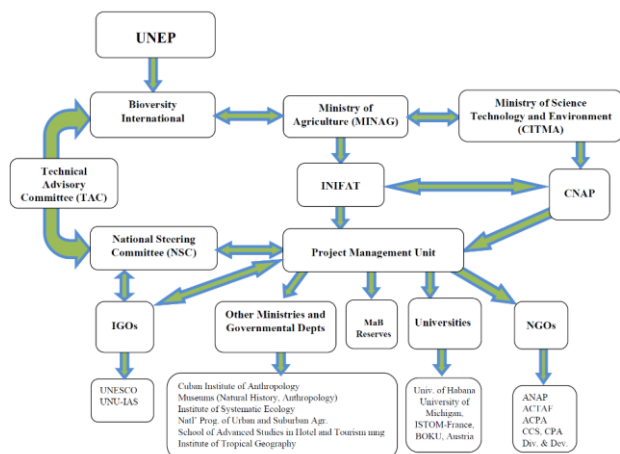 UNEP
Bioversity
International
Ministry of
Agriculture (MINAG)
Ministry of Science
Technology and Environment
(CITMA)
Technical
Advisory
Committee (TAC)
INIFAT
CNAP
National Steering
Committee (NSC)
Project Management Unit
IGOs
Other Ministries and
Governmental Depts
MaB
Reserves
Universities
NGOs
UNESCO
UNU-IAS
Cuban Institute of Anthropology
Museums (Natural History, Anthropology)
Institute of Systematic Ecology
Natl' Prog. of Urban and Suburban Agr.
School of Advanced Studies in Hotel and Tourism
Institute of Tropical Geography
Univ. of Habana
University of
Michigan,
ISTOM-France,
BOKU, Austria
ANAP
ACTAF
ACPA
CCS, CPA
Div. & Dev.